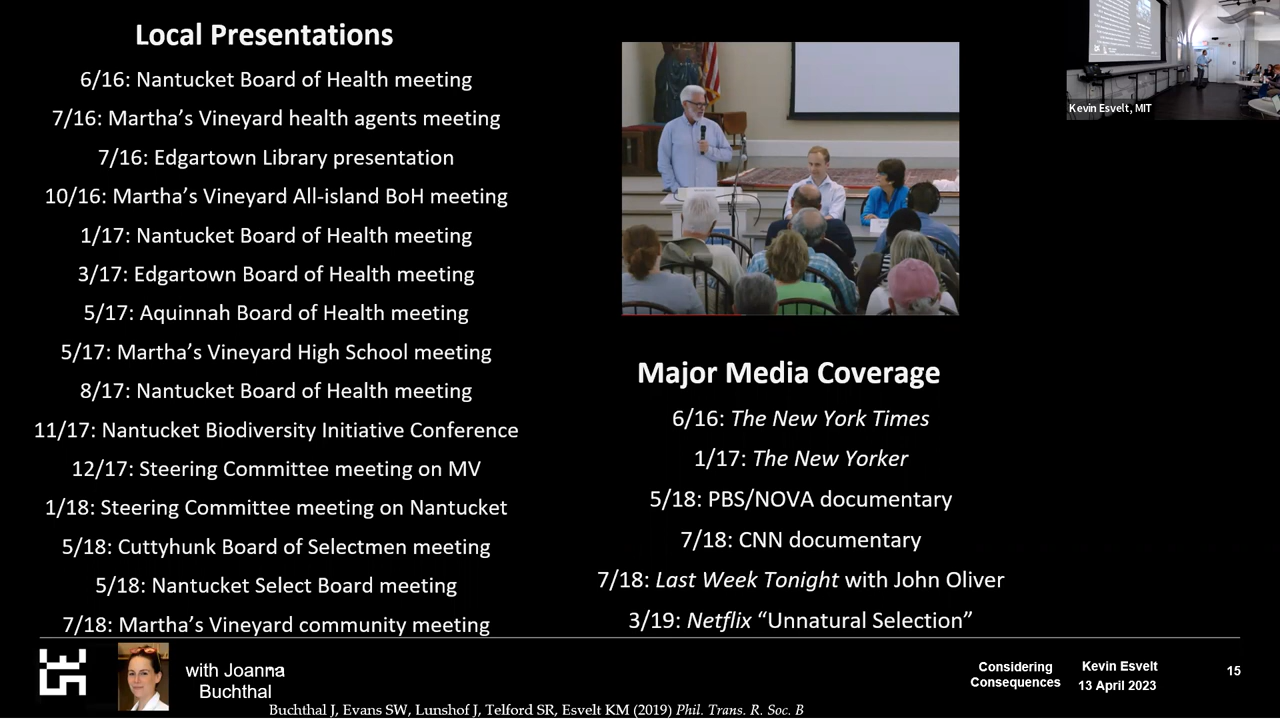 Local Presentations
6/16: Nantucket Board of Health meeting
7/16: Martha’s Vineyard health agents meeting
7/16: Edgartown Library presentation
10/16: Martha’s Vineyard All-island BoH meeting
1/17: Nantucket Board of Health meeting
3/17: Edgartown Board of Health meeting
5/17: Aquinnah Board of Health meeting
5/17: Martha’s Vineyard High School meeting
8/17: Nantucket Board of Health meeting
11/17: Nantucket Biodiversity Initiative Conference
12/17: Steering Committee meeting on MV
1/18: Steering Committee meeting on Nantucket
5/18: Cuttyhunk Board of Selectmen meeting
5/18: Nantucket Select Board meeting
7/18: Martha’s Vineyard community meeting
Major Media Coverage
6/16: The New York Times
1/17: The New Yorker
5/18: PBS/NOVA documentary
7/18: CNN documentary
7/18: Last Week Tonight with John Oliver
3/19: Netflix “Unnatural Selection”
Kevin Esvelt, MIT
with Joanna
Buchthal
Buchthal J, Evans SW, Lunshof J, Telford SR, Esvelt KM (2019) Phil. Trans. R. Soc. B
Considering
Consequences
Kevin Esvelt
13 April 2023
15